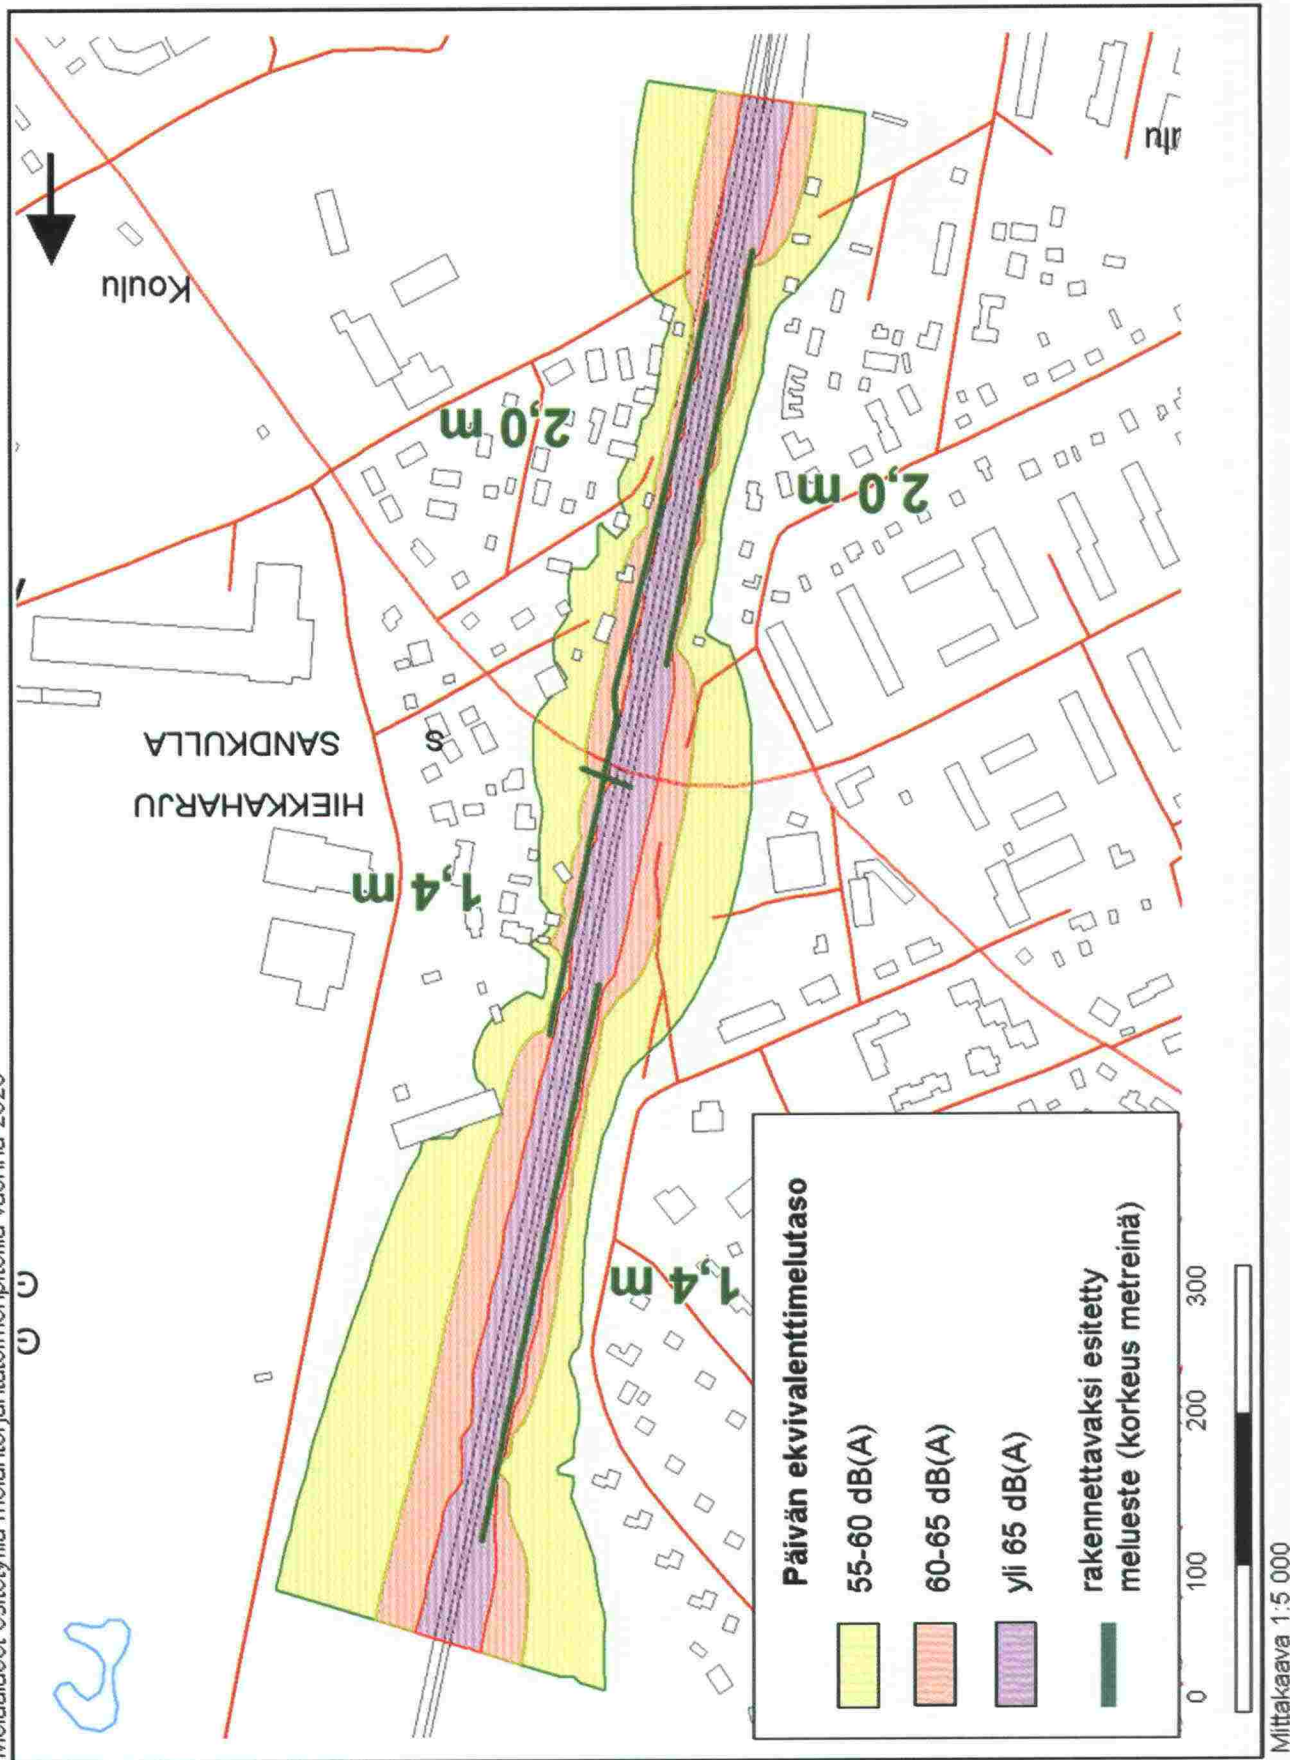 Koulu
2,0 m
2,0 m
SANDKULLA
HIEKKAHARJU
S
1,4 m
1,4 m
Päivän ekvivalenttimelutaso
55-60 dB(A)
60-65 dB(A)
yli 65 dB(A)
rakennettavaksi esitetty
melueste (korkeus metreinä)
0 100 200 300
Mittakaava 1:5 000